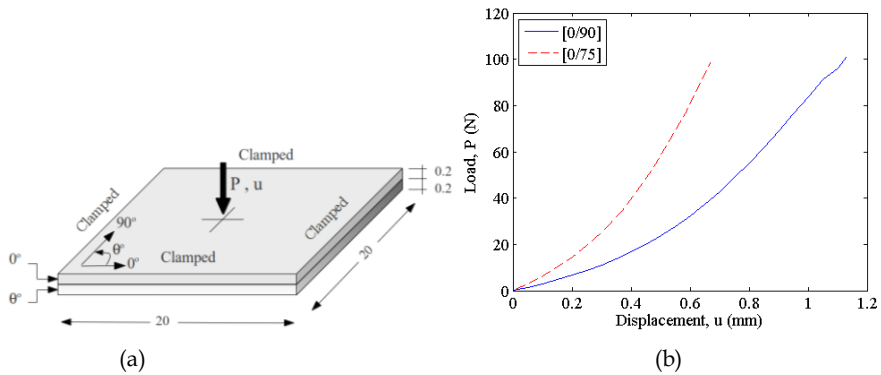 Clamped
P , u
0.2
0.2
Clamped
Clamped
90°
θ°
0°
Clamped
0°
θ°
20
20
(a)
120
100
80
60
40
20
0
Load, P (N)
[0/90]
[0/75]
0
0.2
0.4
0.6
0.8
1
1.2
Displacement, u (mm)
(b)